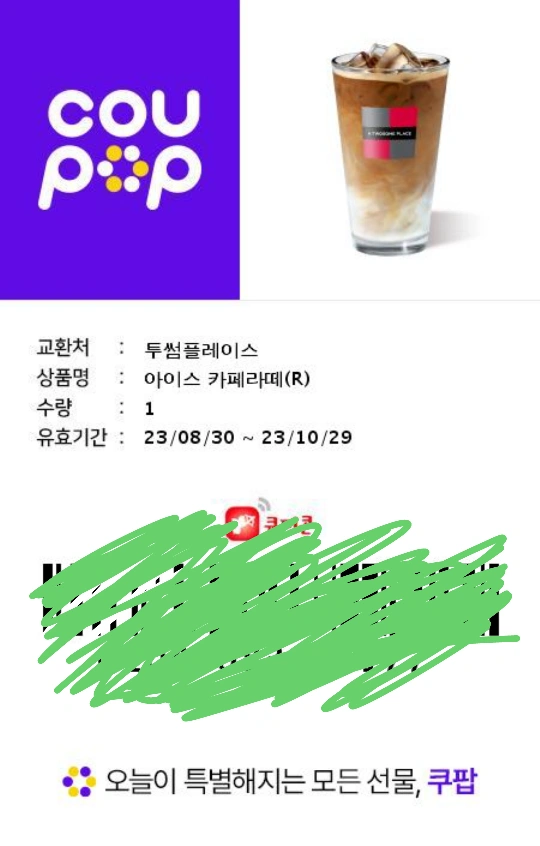 cou
pop
A TWOSOME PLACE
교환처 : 투썸플레이스
상품명 : 아이스 카페라떼(R)
수량 : 1
유효기간 : 23/08/30 ~ 23/10/29
오늘이 특별해지는 모든 선물, 쿠팝